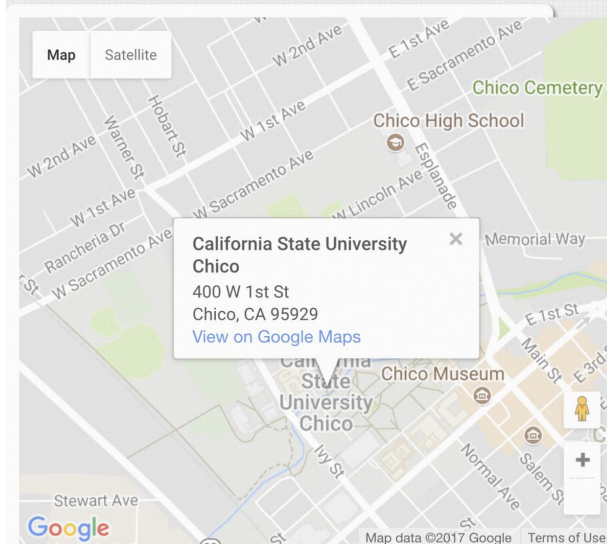 Map
Satellite
W 2nd Ave
E 1st Ave
E Sacramento Ave
Chico Cemetery
Hobart St
Warner St
W 1st Ave
Chico High School
W 2nd Ave
Esplanade
W Sacramento Ave
W Lincoln Ave
W 1st Ave
Rancheria Dr
W Sacramento Ave
Memorial Way
California State University
Chico
400 W 1st St
Chico, CA 95929
View on Google Maps
E 1st St
Main St
E 3rd
State
University
Chico
Chico Museum
Ivy St
Normal Ave
Salem St
Stewart Ave
Google
Map data ©2017 Google
Terms of Use